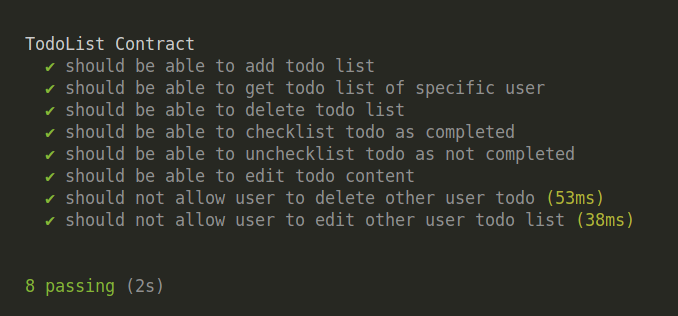 TodoList Contract
✔ should be able to add todo list
✔ should be able to get todo list of specific user
✔ should be able to delete todo list
✔ should be able to checklist todo as completed
✔ should be able to unchecklist todo as not completed
✔ should be able to edit todo content
✔ should not allow user to delete other user todo (53ms)
✔ should not allow user to edit other user todo list (38ms)
8 passing (2s)